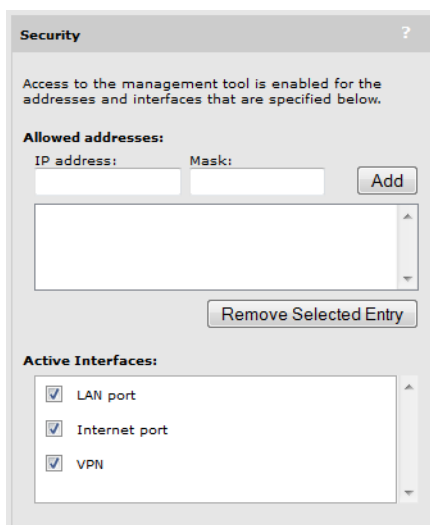 Security ?
Access to the management tool is enabled for the
addresses and interfaces that are specified below.
Allowed addresses:
IP address: Mask:
Add
Remove Selected Entry
Active Interfaces:
LAN port
Internet port
VPN